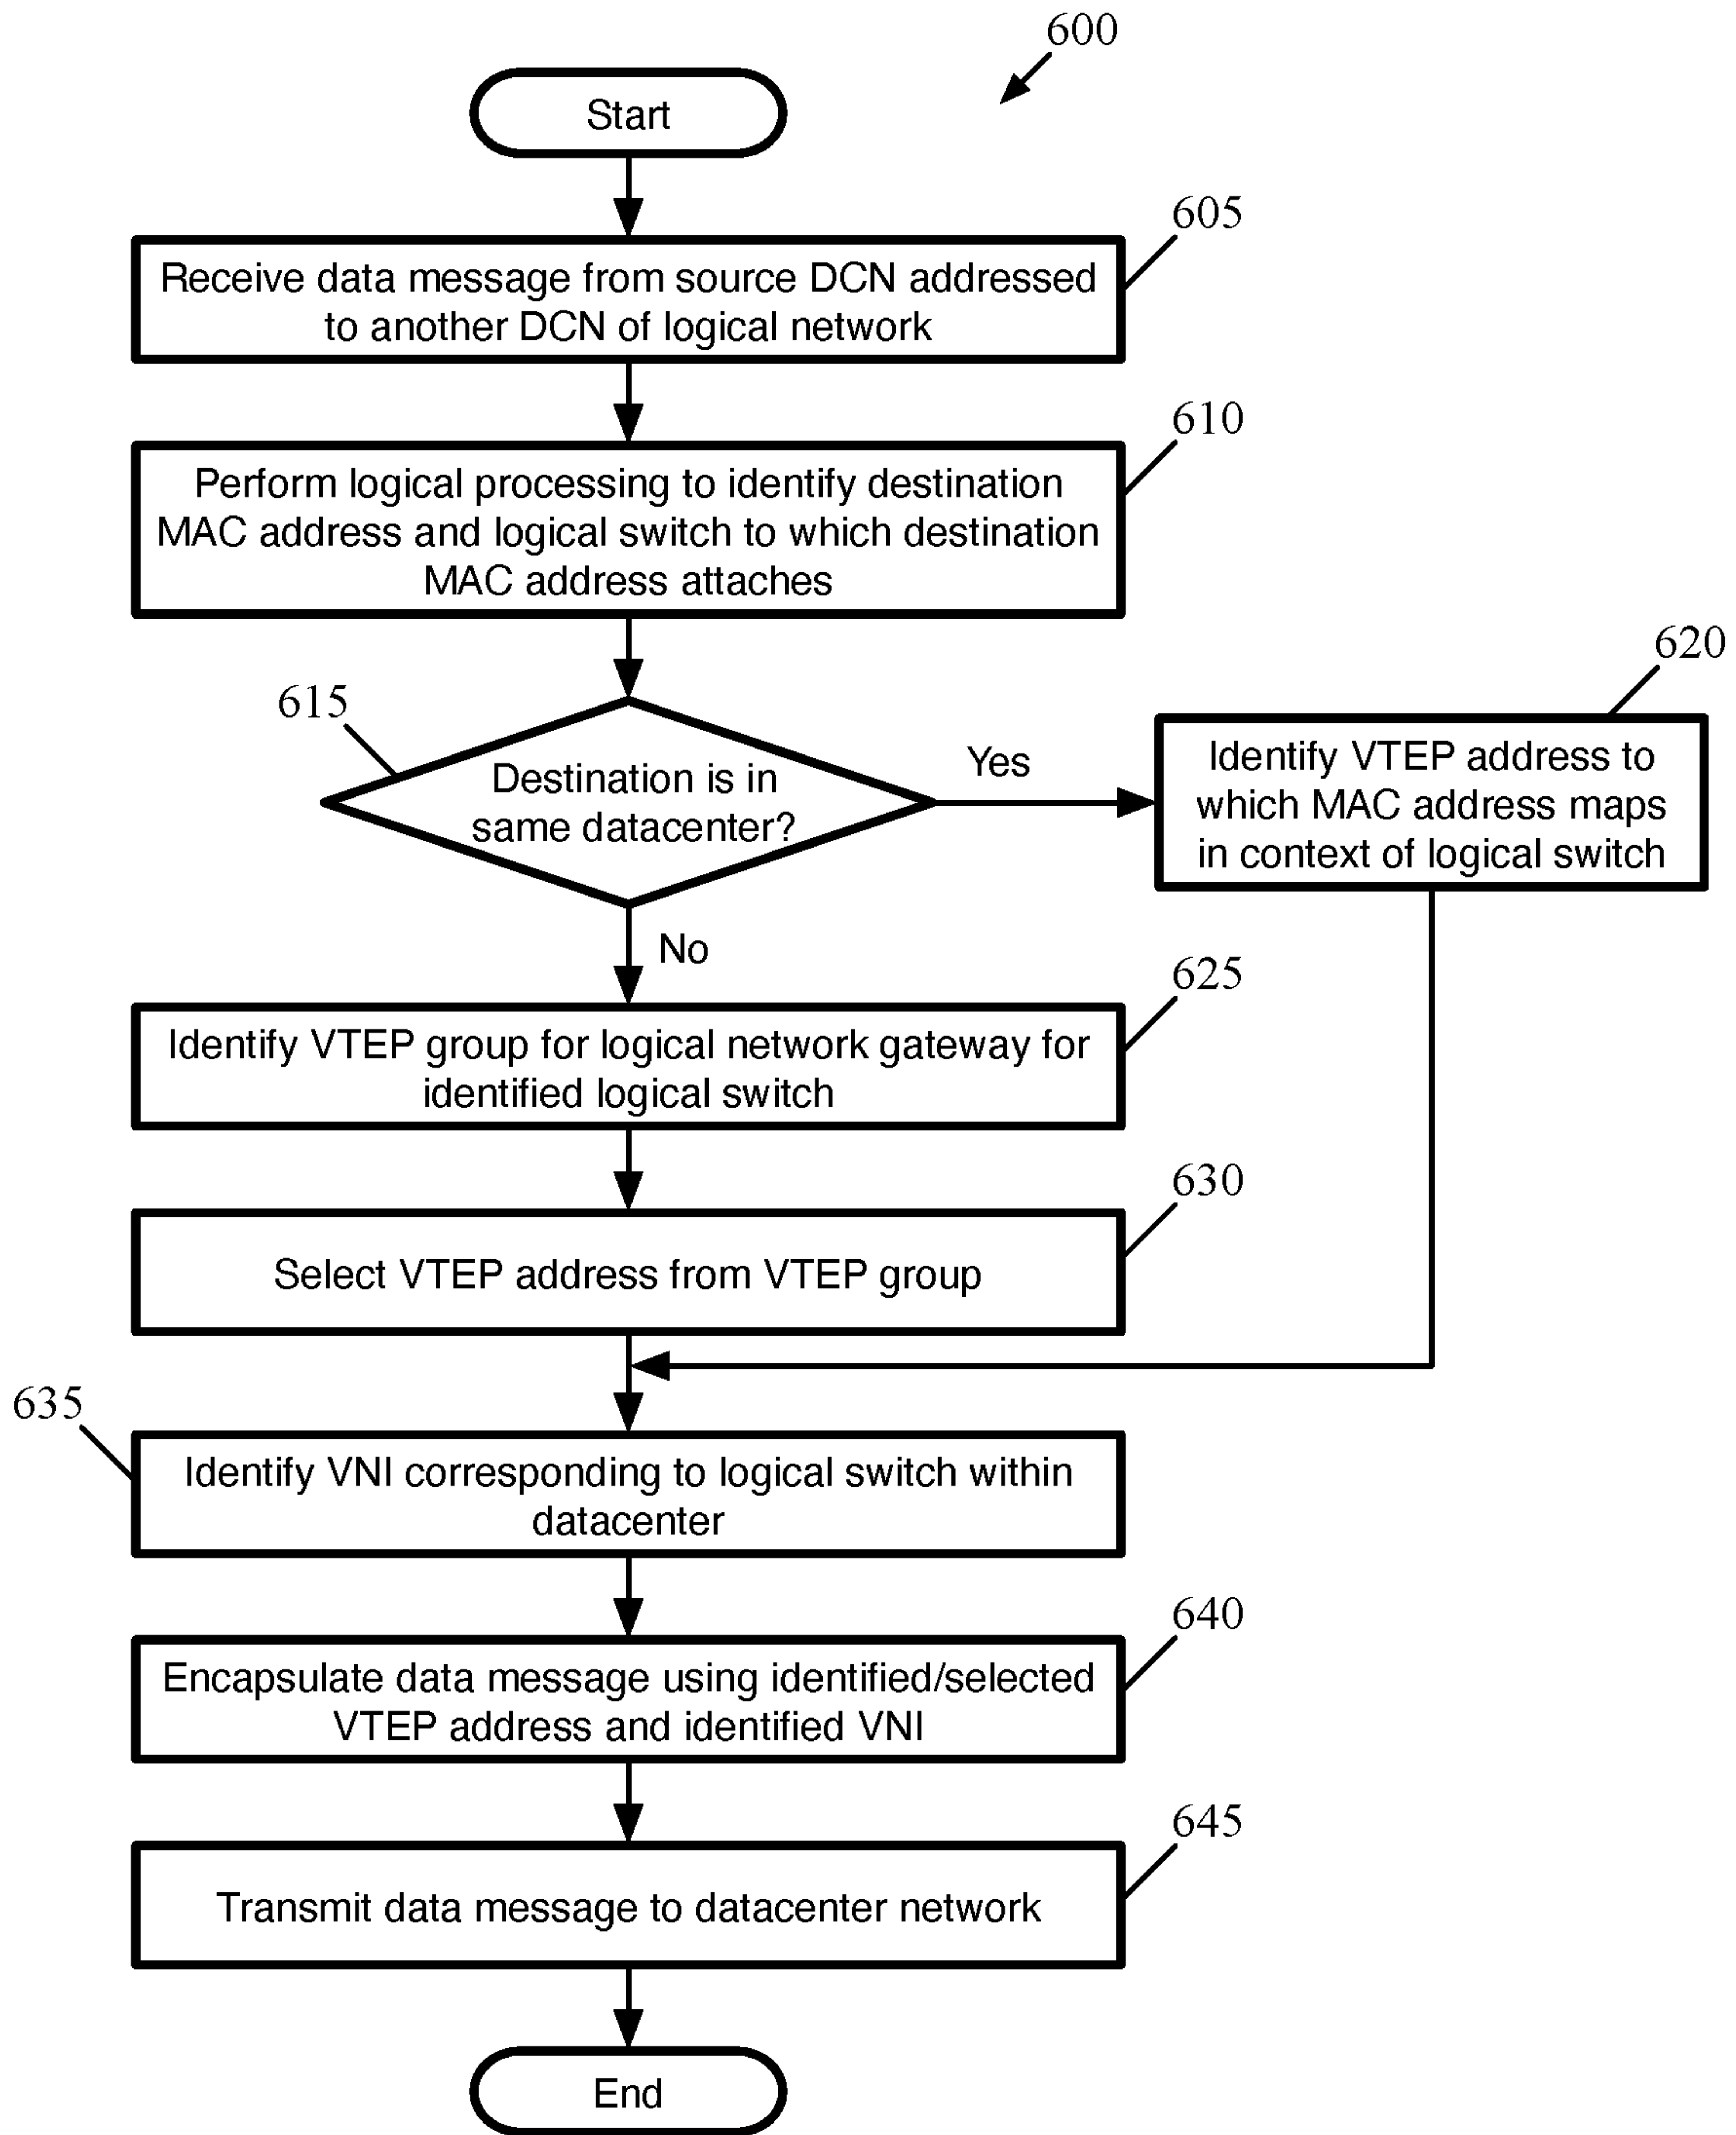 600
Start
605
Receive data message from source DCN addressed
to another DCN of logical network
610
Perform logical processing to identify destination
MAC address and logical switch to which destination
MAC address attaches
615
Destination is in
same datacenter?
Yes
620
Identify VTEP address to
which MAC address maps
in context of logical switch
No
625
Identify VTEP group for logical network gateway for
identified logical switch
630
Select VTEP address from VTEP group
635
Identify VNI corresponding to logical switch within
datacenter
640
Encapsulate data message using identified/selected
VTEP address and identified VNI
645
Transmit data message to datacenter network
End